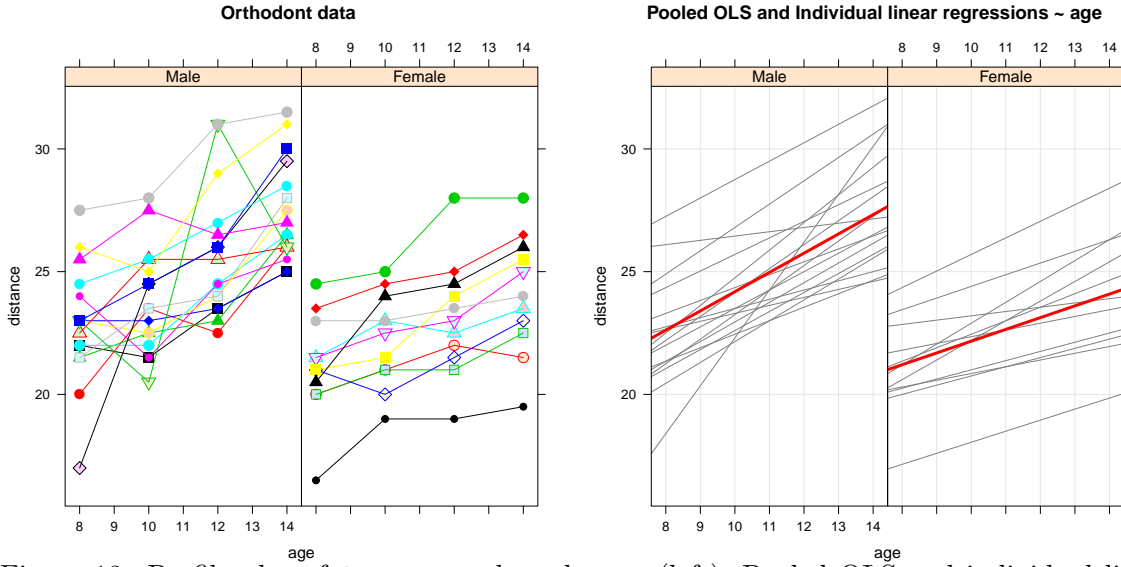 Orthodont data
Pooled OLS and Individual linear regressions ~ age
8 9 10 11 12 13 14
8 9 10 11 12 13 14
Male Female
Male Female
30
25
20
distance
30
25
20
distance
8 9 10 11 12 13 14
8 9 10 11 12 13 14
age
age